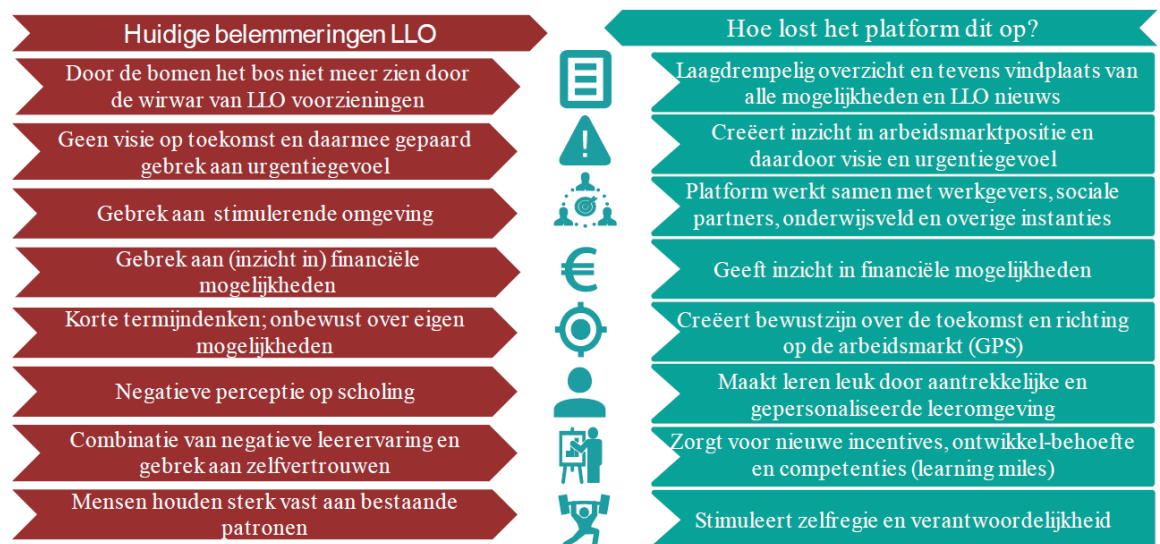 Huidige belemmeringen LLO
Hoe lost het platform dit op?
Door de bomen het bos niet meer zien door
de wirwar van LLO voorzieningen
Laagdrempelig overzicht en tevens vindplaats van
alle mogelijkheden en LLO nieuws
Geen visie op toekomst en daarmee gepaard
gebrek aan urgentiegevoel
Creëert inzicht in arbeidsmarktpositie en
daardoor visie en urgentiegevoel
Gebrek aan stimulerende omgeving
Platform werkt samen met werkgevers, sociale
partners, onderwijsveld en overige instanties
Gebrek aan (inzicht in) financiële
mogelijkheden
Geeft inzicht in financiële mogelijkheden
Korte termijndenken; onbewust over eigen
mogelijkheden
Creëert bewustzijn over de toekomst en richting
op de arbeidsmarkt (GPS)
Negatieve perceptie op scholing
Maakt leren leuk door aantrekkelijke en
gepersonaliseerde leeromgeving
Combinatie van negatieve leerervaring en
gebrek aan zelfvertrouwen
Zorgt voor nieuwe incentives, ontwikkel-behoefte
en competenties (learning miles)
Mensen houden sterk vast aan bestaande
patronen
Stimuleert zelfregie en verantwoordelijkheid